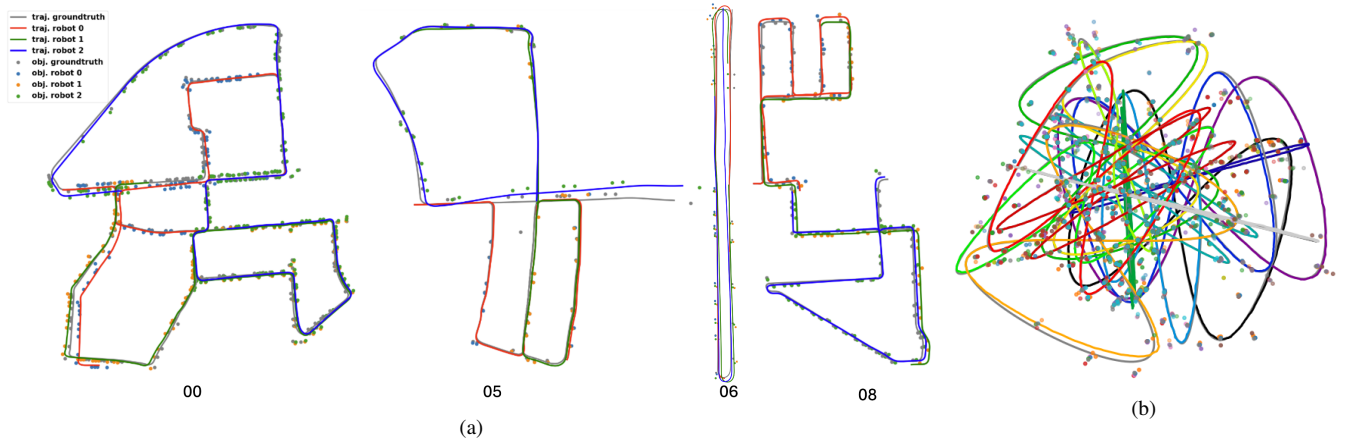 traj. groundtruth
traj. robot 0
traj. robot 1
traj. robot 2
obj. groundtruth
obj. robot 0
obj. robot 1
obj. robot 2
00
05
06
08
(a)
(b)